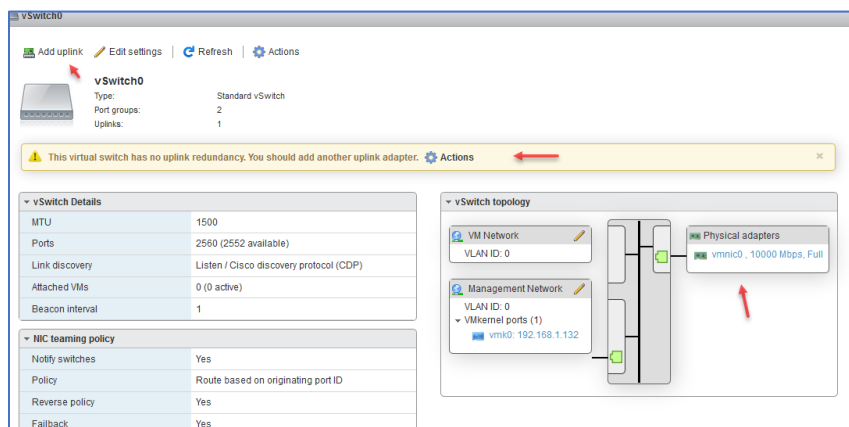 vSwitch0
Add uplink Edit settings Refresh Actions
vSwitch0
Type: Standard vSwitch
Port groups: 2
Uplinks: 1
This virtual switch has no uplink redundancy. You should add another uplink adapter. Actions
vSwitch Details
MTU 1500
Ports 2560 (2552 available)
Link discovery Listen / Cisco discovery protocol (CDP)
Attached VMs 0 (0 active)
Beacon interval 1
NIC teaming policy
Notify switches Yes
Policy Route based on originating port ID
Reverse policy Yes
Failback Yes
vSwitch topology
VM Network
VLAN ID: 0
Management Network
VLAN ID: 0
VMkernel ports (1)
vmk0: 192.168.1.132
Physical adapters
vmnic0 , 10000 Mbps, Full